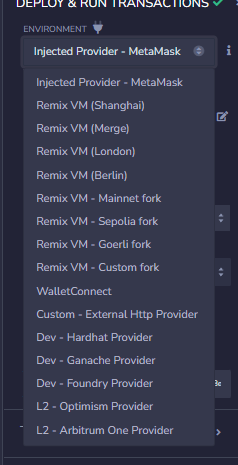 DEPLOY & RUN TRANSACTIONS
ENVIRONMENT
Injected Provider - MetaMask
Injected Provider - MetaMask
Remix VM (Shanghai)
Remix VM (Merge)
Remix VM (London)
Remix VM (Berlin)
Remix VM - Mainnet fork
Remix VM - Sepolia fork
Remix VM - Goerli fork
Remix VM - Custom fork
WalletConnect
Custom - External Http Provider
Dev - Hardhat Provider
Dev - Ganache Provider
Dev - Foundry Provider
L2 - Optimism Provider
L2 - Arbitrum One Provider